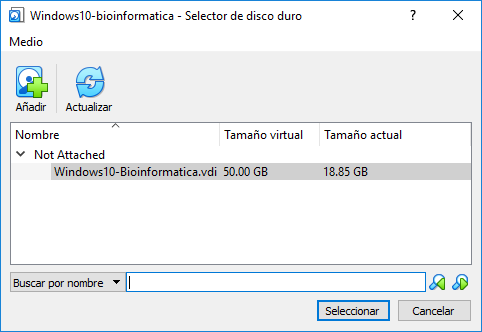 Windows10-bioinformatica - Selector de disco duro
Medio
Añadir Actualizar
Nombre Tamaño virtual Tamaño actual
Not Attached
Windows10-Bioinformatica.vdi 50.00 GB 18.85 GB
Buscar por nombre
Seleccionar Cancelar